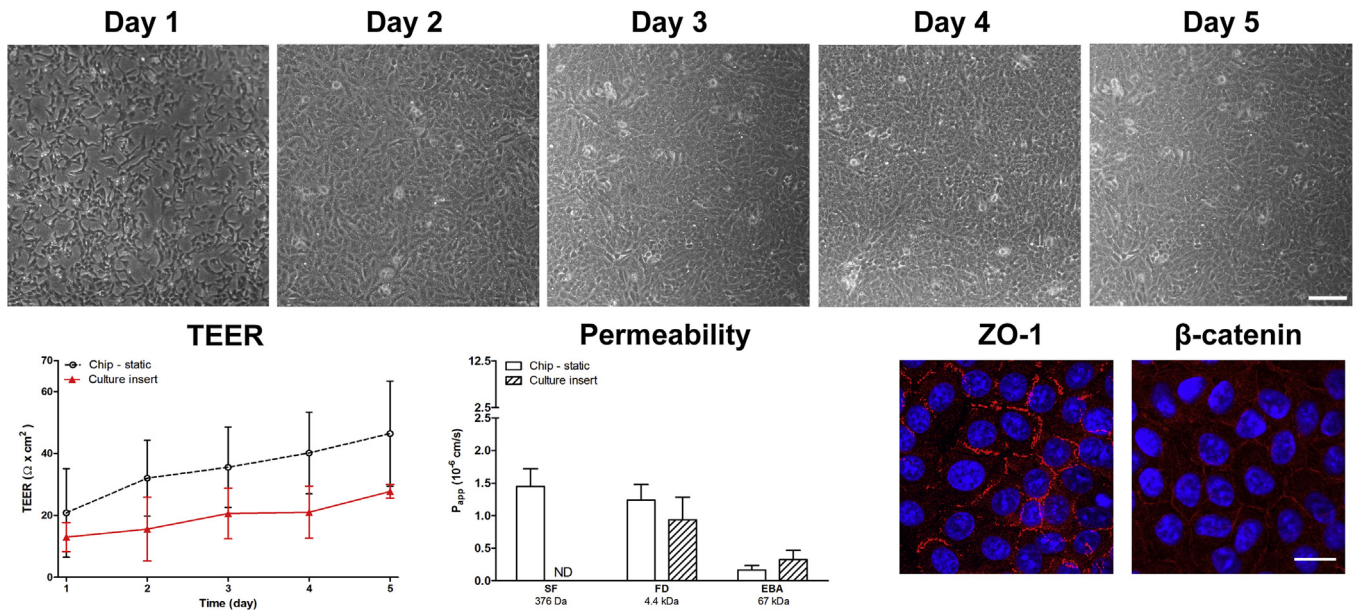 Day 1 Day 2 Day 3 Day 4 Day 5
TEER
70
60
40
20
0
TEER (Ω x cm²)
Chip - static
Culture insert
1 2 3 4 5
Time (day)
Permeability
12.5
2.5
2.5
2.0
1.5
1.0
0.5
0.0
Papp (10⁻⁶ cm/s)
Chip - static
Culture insert
ND
SF FD EBA
376 Da 4.4 kDa 67 kDa
ZO-1 β-catenin